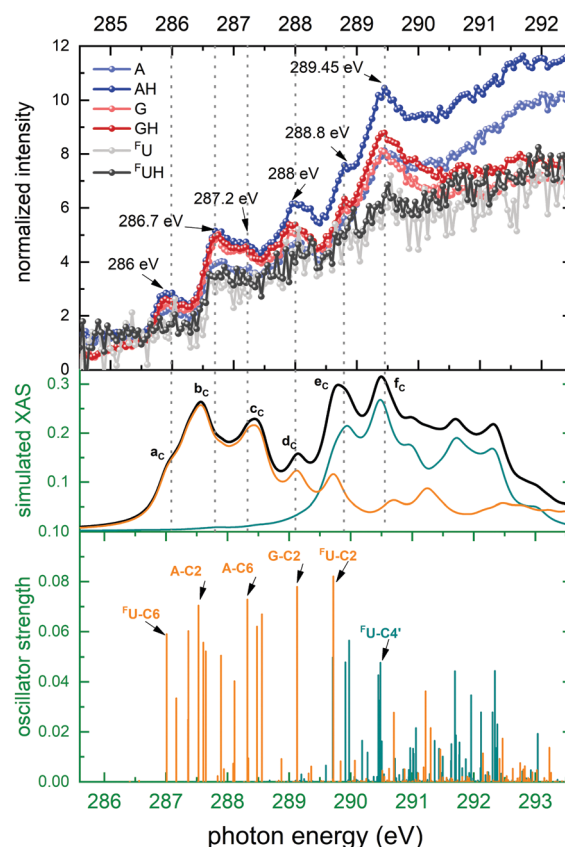 285 286 287 288 289 290 291 292
12
10
8
6
4
2
0
normalized intensity
A
AH
G
GH
FU
FUH
286 eV
286.7 eV
287.2 eV
288 eV
288.8 eV
289.45 eV
0.3
0.2
0.1
simulated XAS
ac
bc
cc
dc
ec
fc
0.10
0.08
0.06
0.04
0.02
0.00
oscillator strength
FU-C6
A-C2
A-C6
G-C2
FU-C2
FU-C4'
286 287 288 289 290 291 292 293
photon energy (eV)